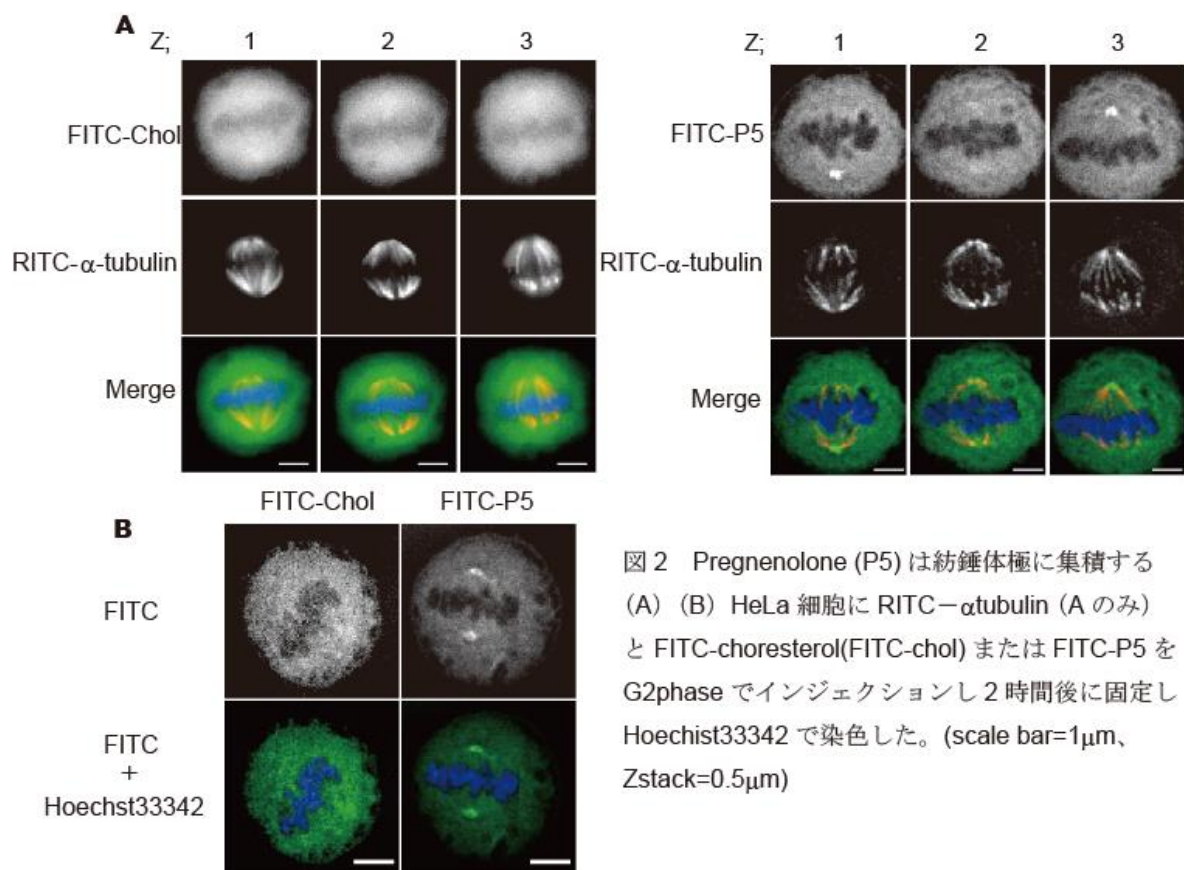 A
Z; 1 2 3
FITC-Chol
RITC-α-tubulin
Merge
1 2 3
FITC-P5
RITC-α-tubulin
Merge
B
FITC-Chol FITC-P5
FITC
FITC
+
Hoechst33342
図 2 Pregnenolone (P5) は紡錘体極に集積する
(A) (B) HeLa 細胞に RITC－αtubulin (A のみ)
と FITC-choresterol(FITC-chol) または FITC-P5 を
G2phase でインジェクションし 2 時間後に固定し
Hoechist33342 で染色した。(scale bar=1μm、
Zstack=0.5μm)